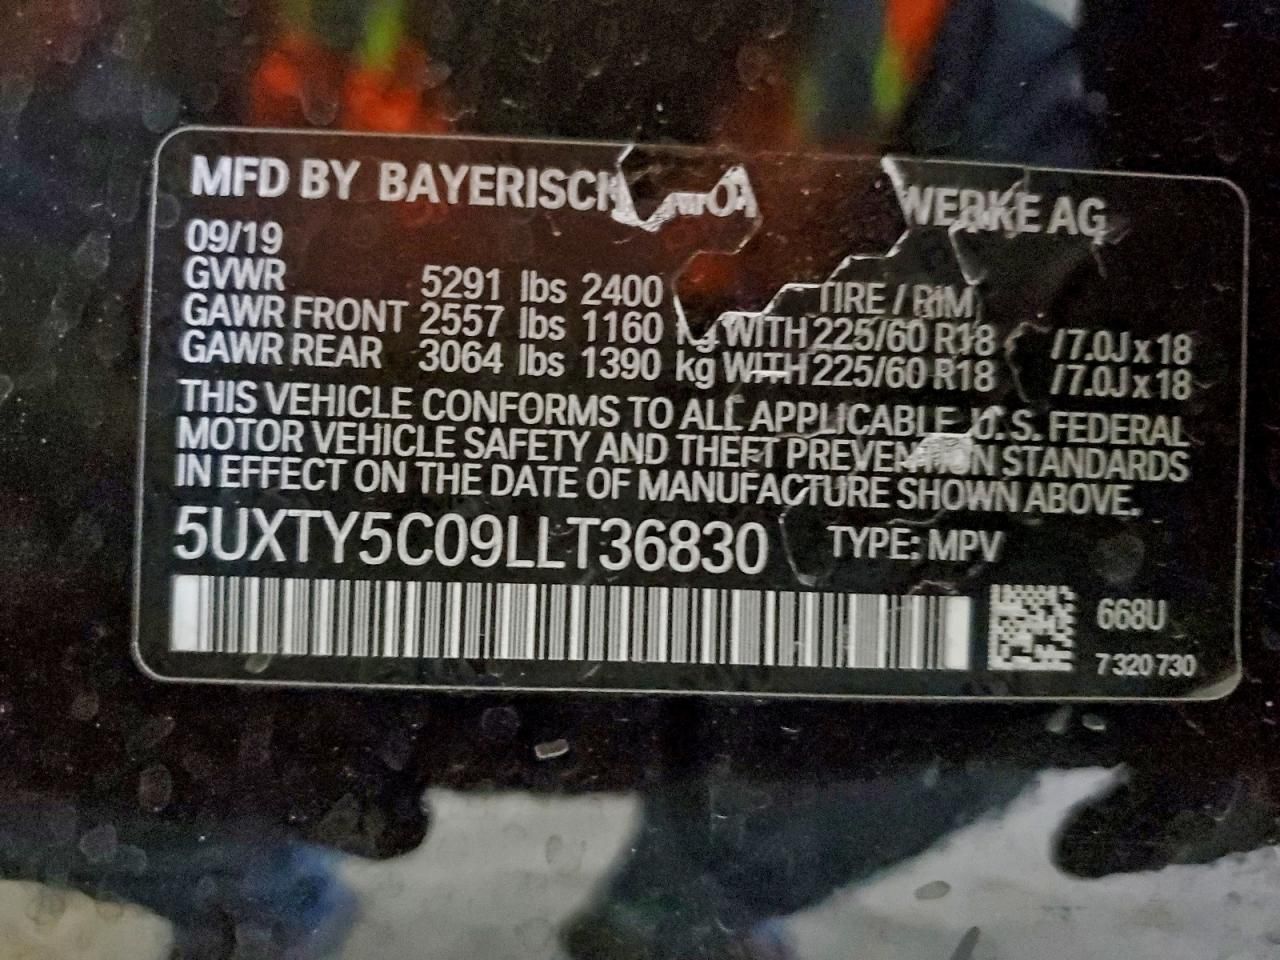 MFD BY BAYERISCH WERKE AG
09/19
GVWR 5291 lbs 2400 TIRE / RIM
GAWR FRONT 2557 lbs 1160 kg WITH 225/60 R18 /7.0J x 18
GAWR REAR 3064 lbs 1390 kg WITH 225/60 R18 /7.0J x 18
THIS VEHICLE CONFORMS TO ALL APPLICABLE U.S. FEDERAL
MOTOR VEHICLE SAFETY AND THEFT PREVENTION STANDARDS
IN EFFECT ON THE DATE OF MANUFACTURE SHOWN ABOVE.
5UXTY5C09LLT36830 TYPE: MPV
668U
7 320 730